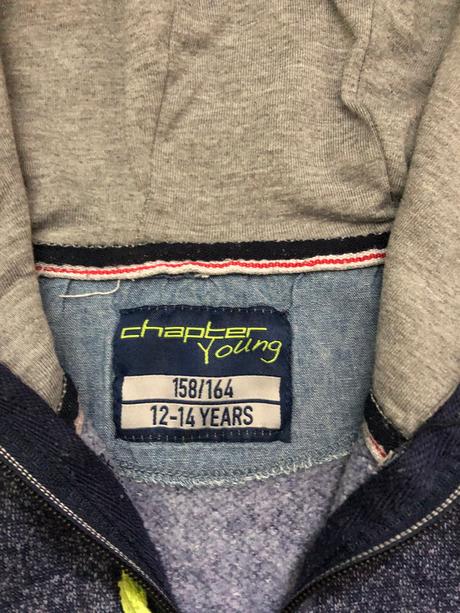 chapter
Young
158/164
12-14 YEARS